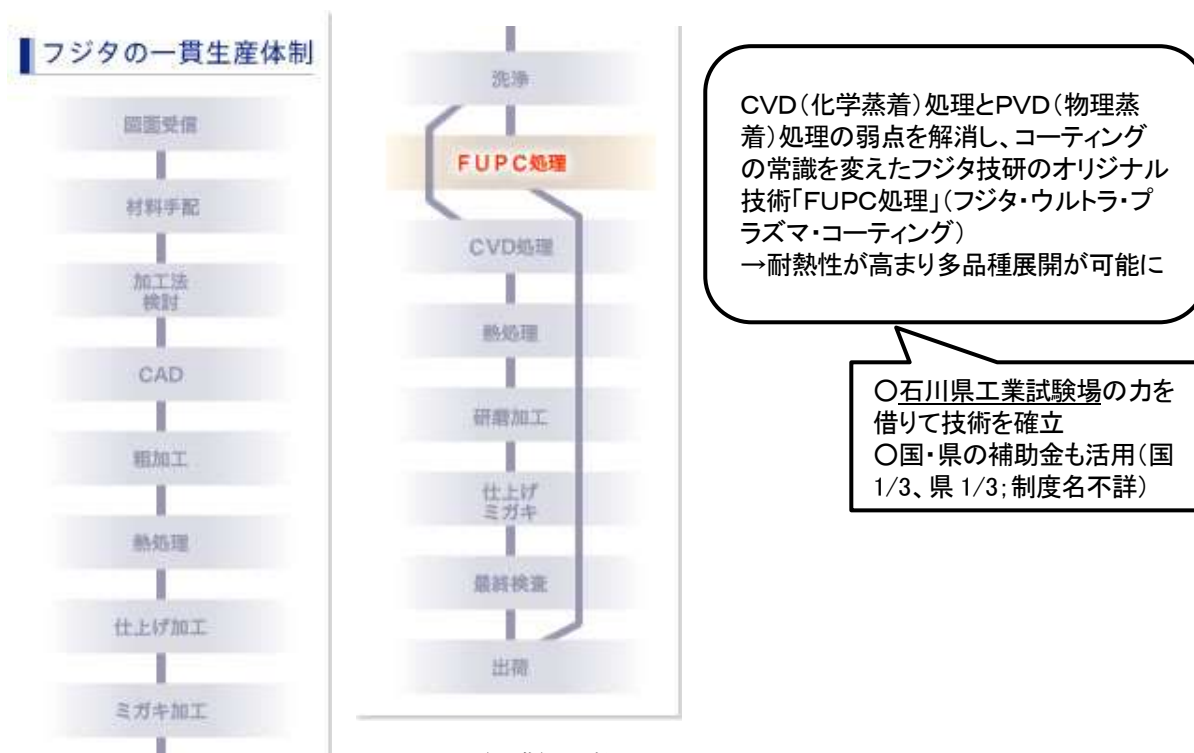 フジタの一貫生産体制
図面受信
材料手配
加工法
検討
CAD
粗加工
熱処理
仕上げ加工
ミガキ加工
洗浄
FUPC処理
CVD処理
熱処理
研磨加工
仕上げ
ミガキ
最終検査
出荷
CVD(化学蒸着)処理とPVD(物理蒸
着)処理の弱点を解消し、コーティング
の常識を変えたフジタ技研のオリジナル
技術「FUPC処理」(フジタ・ウルトラ・プ
ラズマ・コーティング)
→耐熱性が高まり多品種展開が可能に
○石川県工業試験場の力を
借りて技術を確立
○国・県の補助金も活用(国
1/3、県 1/3;制度名不詳)